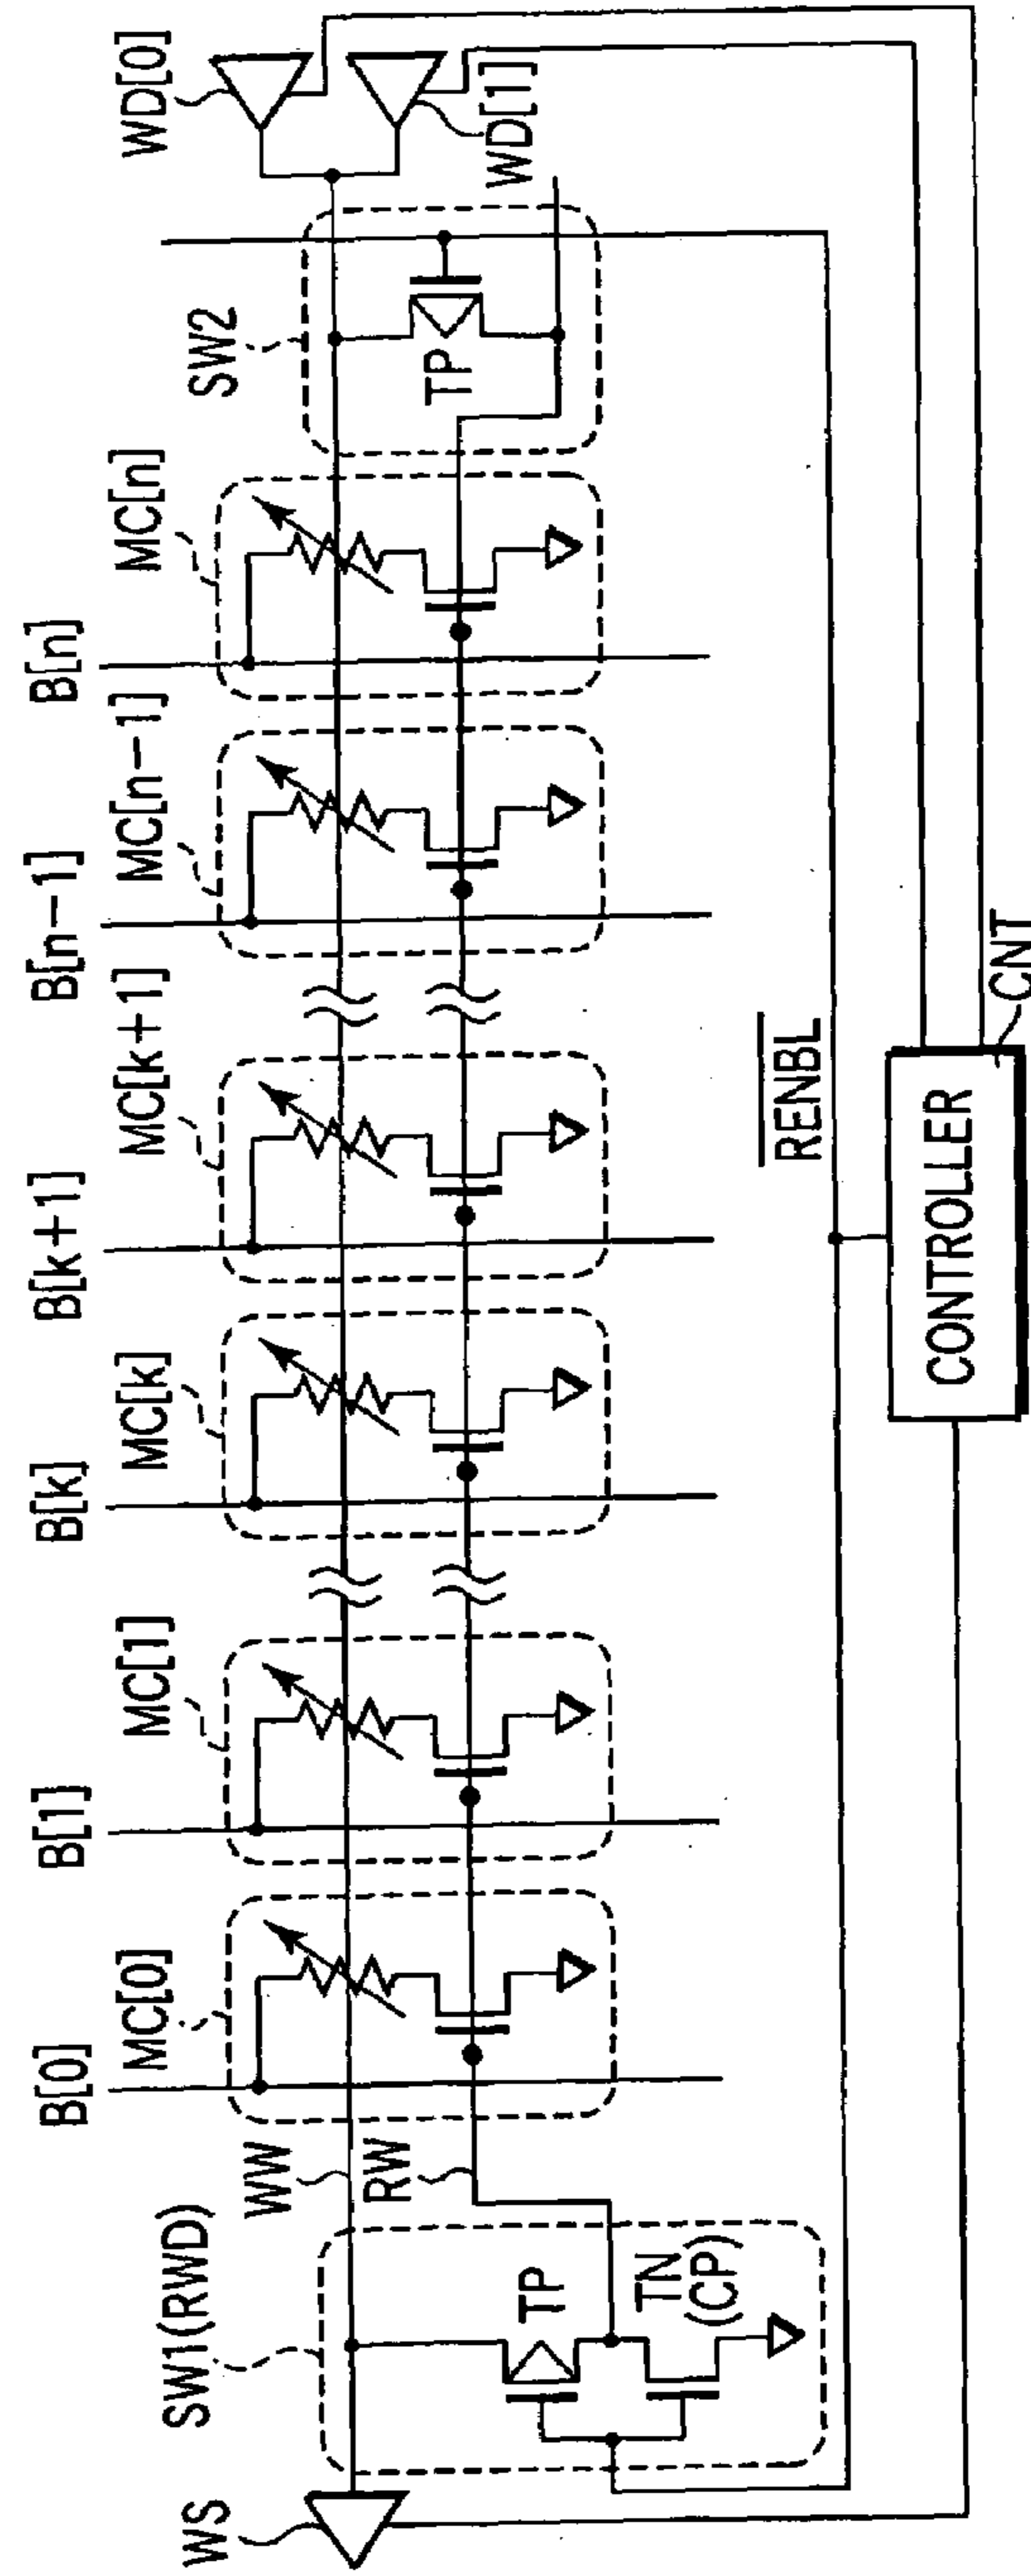 B[0]
B[1]
B[k]
B[k+1]
B[n−1]
B[n]
MC[0]
MC[1]
MC[k]
MC[k+1]
MC[n−1]
MC[n]
SW1(RWD)
WW
RW
SW2
WD[0]
WD[1]
WS
TP
TN
(CP)
TP
RENBL
CONTROLLER
CNT